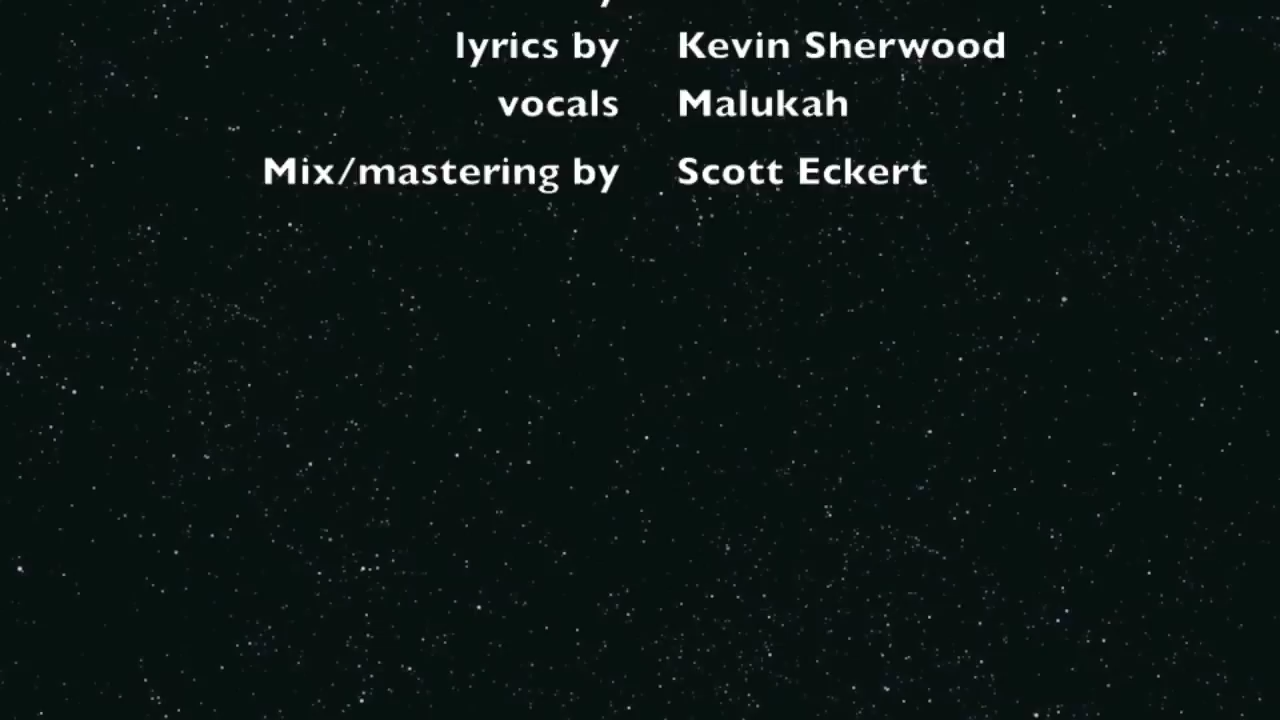 lyrics by Kevin Sherwood
vocals Malukah
Mix/mastering by Scott Eckert